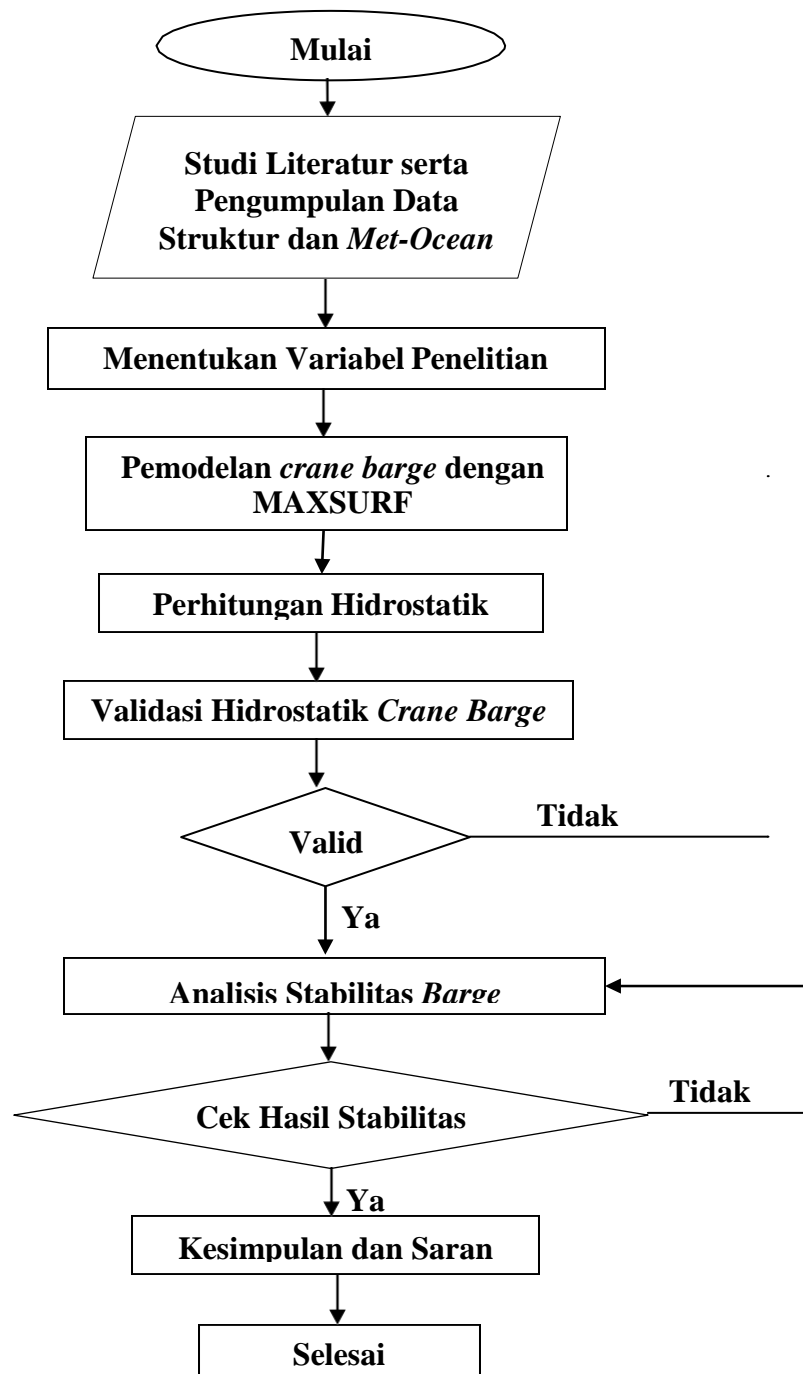 Mulai
Studi Literatur serta
Pengumpulan Data
Struktur dan Met-Ocean
Menentukan Variabel Penelitian
Pemodelan crane barge dengan
MAXSURF
Perhitungan Hidrostatik
Validasi Hidrostatik Crane Barge
Valid
Tidak
Ya
Analisis Stabilitas Barge
Cek Hasil Stabilitas
Tidak
Ya
Kesimpulan dan Saran
Selesai